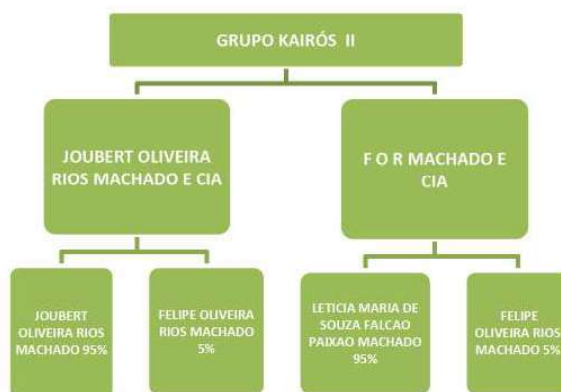 GRUPO KAIRÓS II
JOUBERT OLIVEIRA
RIOS MACHADO E CIA
F O R MACHADO E
CIA
JOUBERT
OLIVEIRA RIOS
MACHADO 95%
FELIPE OLIVEIRA
RIOS MACHADO
5%
LETICIA MARIA DE
SOUZA FALCAO
PAIXAO MACHADO
95%
FELIPE
OLIVEIRA RIOS
MACHADO 5%